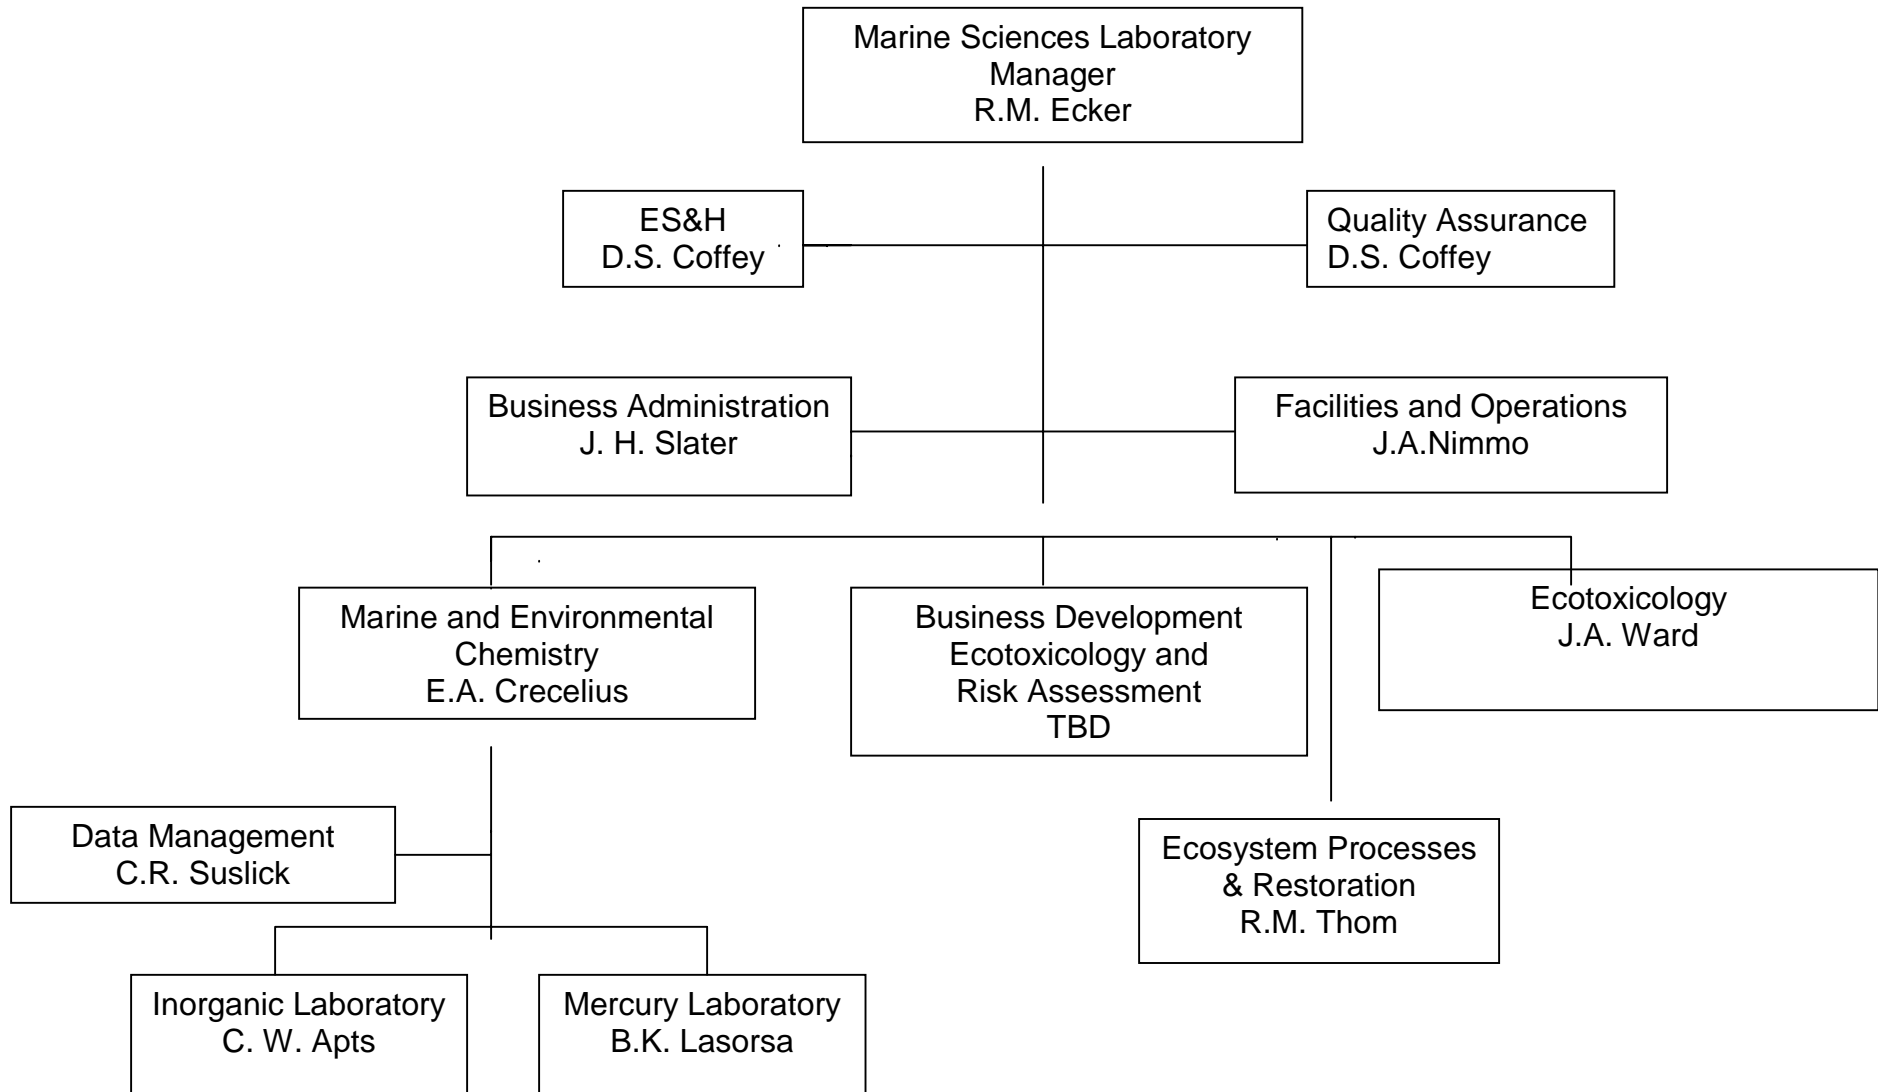 Marine Sciences Laboratory
Manager
R.M. Ecker
ES&H
D.S. Coffey
Quality Assurance
D.S. Coffey
Business Administration
J. H. Slater
Facilities and Operations
J.A.Nimmo
Marine and Environmental
Chemistry
E.A. Crecelius
Business Development
Ecotoxicology and
Risk Assessment
TBD
Ecotoxicology
J.A. Ward
Data Management
C.R. Suslick
Ecosystem Processes
& Restoration
R.M. Thom
Inorganic Laboratory
C. W. Apts
Mercury Laboratory
B.K. Lasorsa